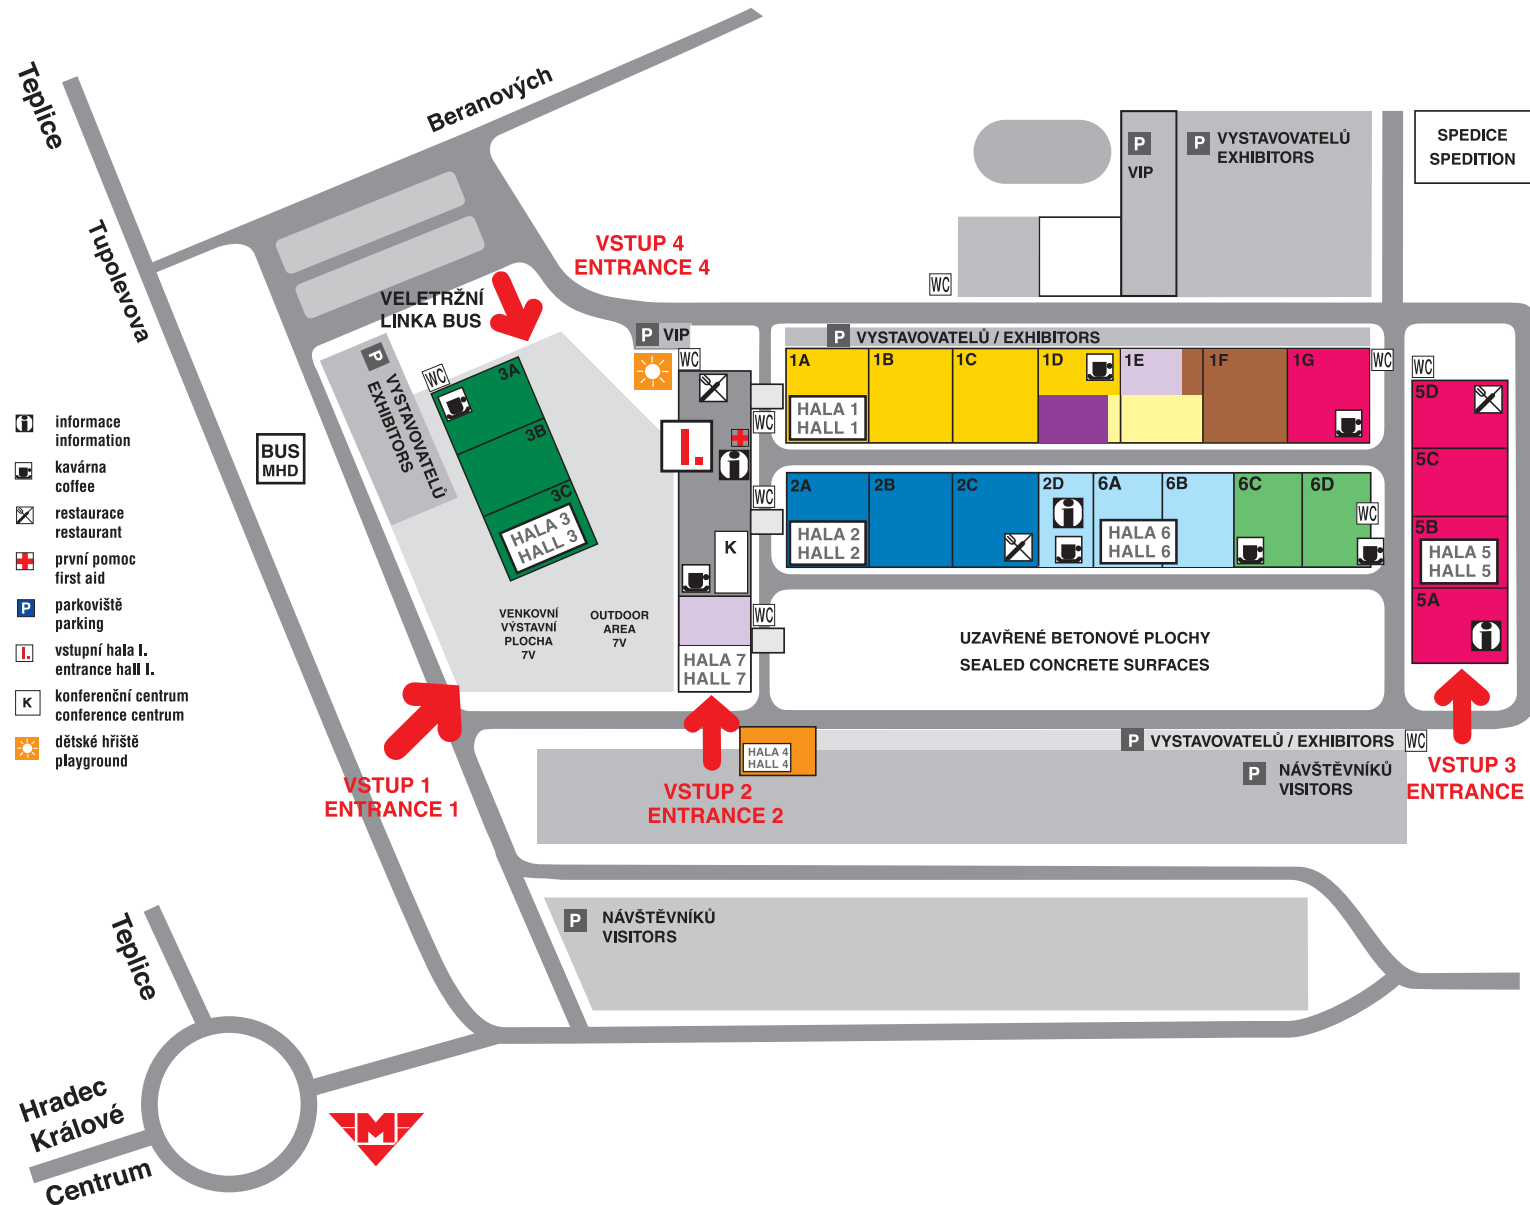 Teplice
Tupolevova
Beranových
VSTUP 4
ENTRANCE 4
VELETRŽNÍ
LINKA BUS
P
VIP
P
VYSTAVOVATELŮ
EXHIBITORS
SPEDICE
SPEDITION
WC
P VIP
P VYSTAVOVATELŮ / EXHIBITORS
P
VYSTAVOVATELŮ
EXHIBITORS
WC
3A
3B
3C
HALA 3
HALL 3
WC
I.
WC
1A
1B
1C
1D
1E
1F
1G
HALA 1
HALL 1
WC
WC
5D
5C
5B
HALA 5
HALL 5
5A
WC
2A
2B
2C
2D
6A
6B
6C
6D
HALA 2
HALL 2
HALA 6
HALL 6
WC
BUS
MHD
K
WC
HALA 7
HALL 7
VENKOVNÍ
VÝSTAVNÍ
PLOCHA
7V
OUTDOOR
AREA
7V
UZAVŘENÉ BETONOVÉ PLOCHY
SEALED CONCRETE SURFACES
i informace
information
kavárna
coffee
restaurace
restaurant
první pomoc
first aid
P parkoviště
parking
I. vstupní hala I.
entrance hall I.
K konferenční centrum
conference centrum
dětské hřiště
playground
HALA 4
HALL 4
P VYSTAVOVATELŮ / EXHIBITORS WC
P NÁVŠTĚVNÍKŮ
VISITORS
VSTUP 1
ENTRANCE 1
VSTUP 2
ENTRANCE 2
VSTUP 3
ENTRANCE
P NÁVŠTĚVNÍKŮ
VISITORS
Teplice
Hradec
Králové
Centrum
M